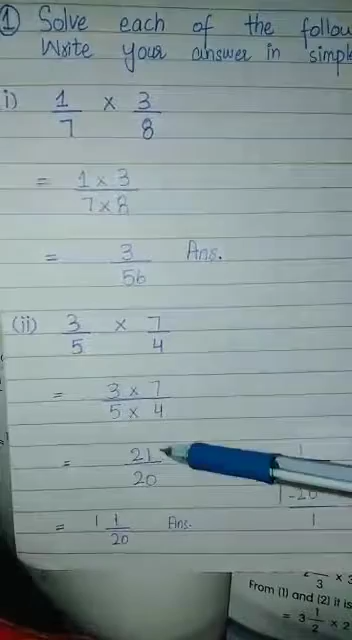 ① Solve each of the
Write your answer in
i) 1/7 × 3/8
= 1 × 3 / 7 × 8
= 3/56 Ans.
(ii) 3/5 × 7/4
= 3 × 7 / 5 × 4
= 21/20
-20
1
= 1 1/20 Ans.
3 × 3
From (1) and (2) it is
= 3 1/2 × 2